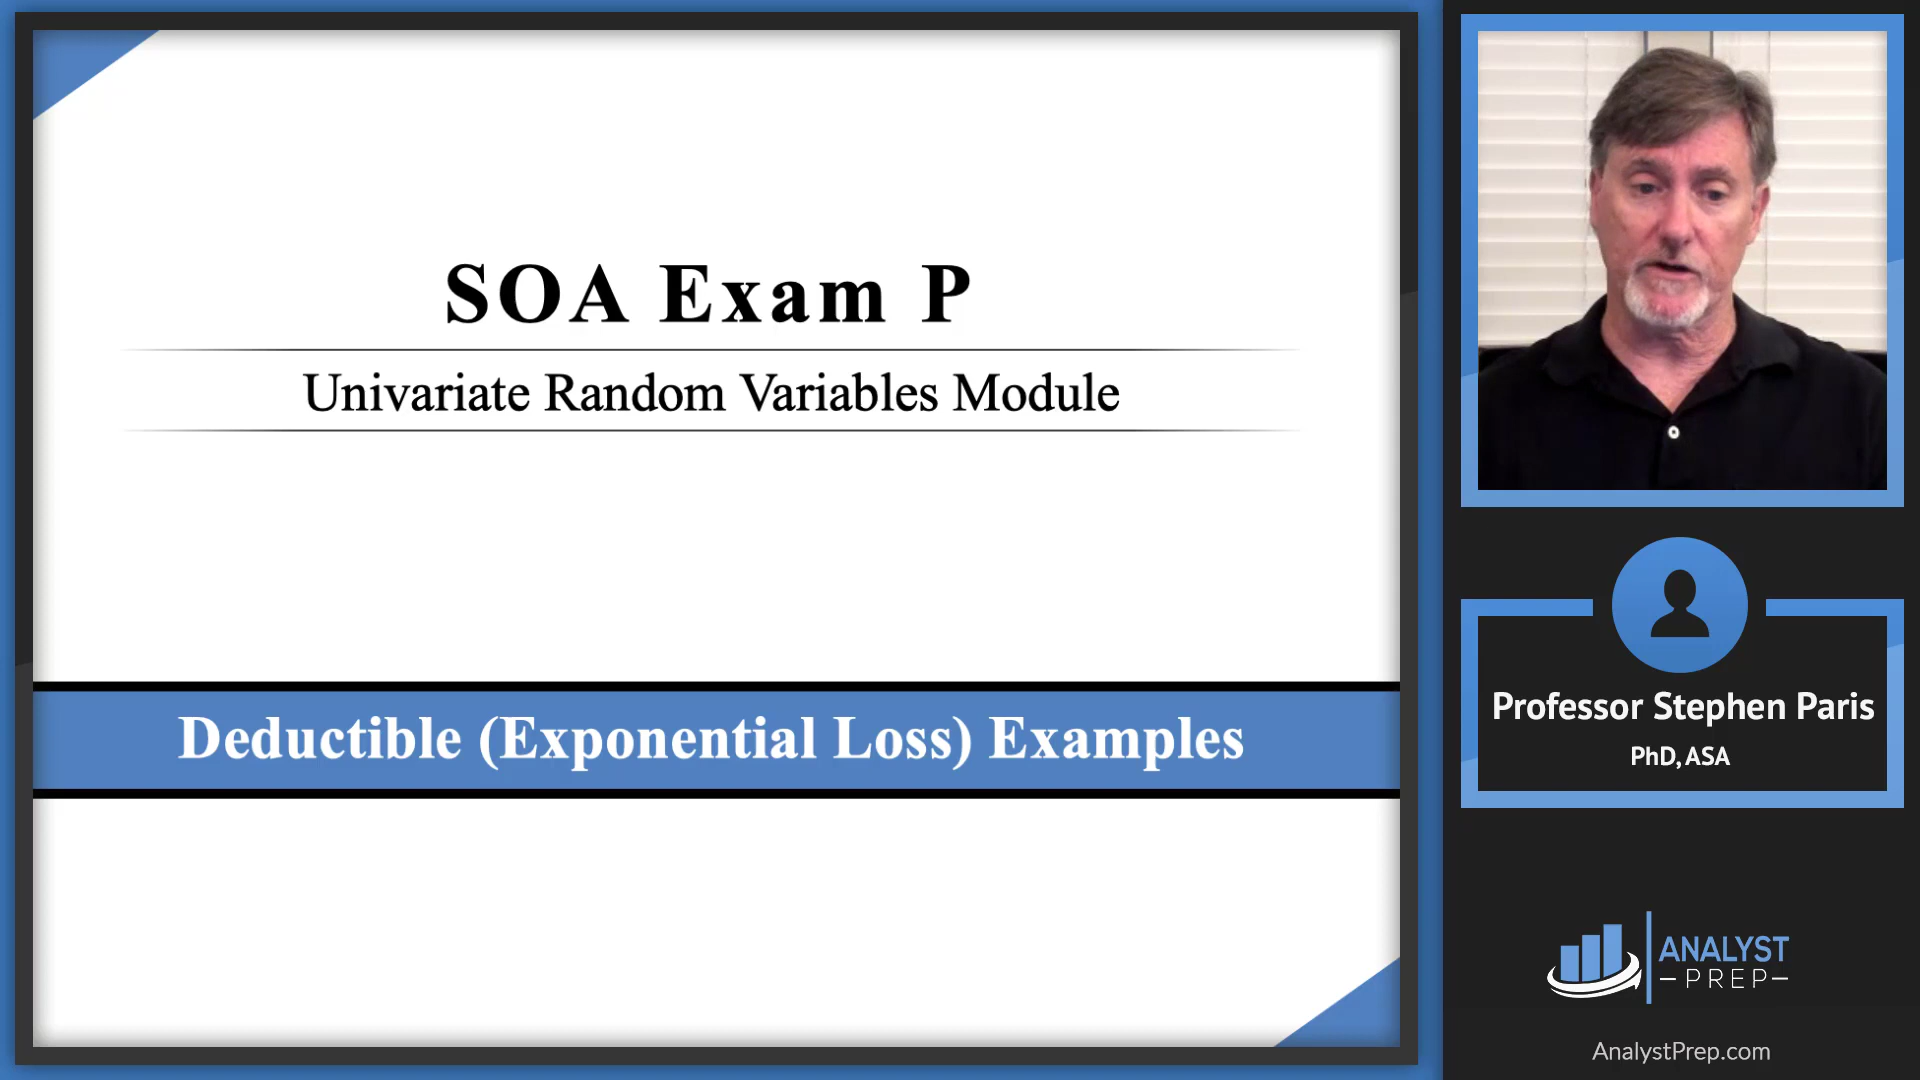 SOA Exam P
Univariate Random Variables Module
Deductible (Exponential Loss) Examples
Professor Stephen Paris
PhD, ASA
ANALYST
PREP
AnalystPrep.com